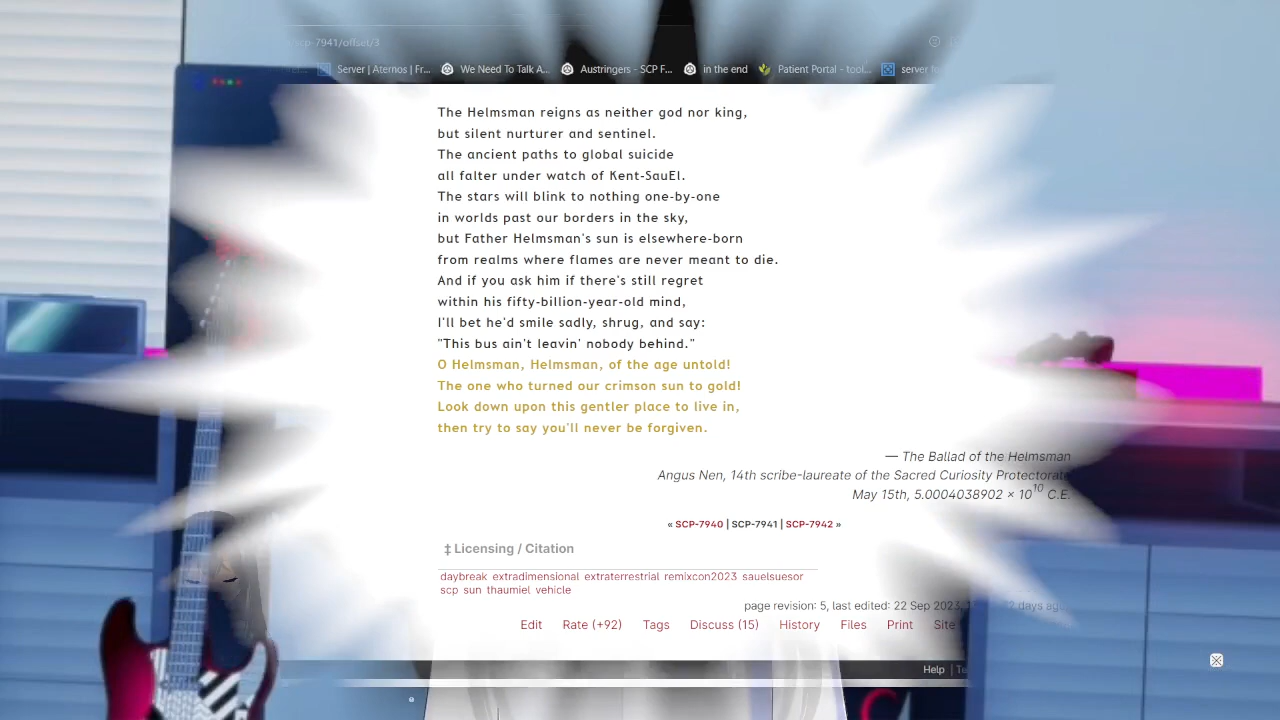 scp-7941/offset/3
Server | Aternos | Fr... We Need To Talk A... Austringers - SCP F... in the end Patient Portal - tool... server
The Helmsman reigns as neither god nor king,
but silent nurturer and sentinel.
The ancient paths to global suicide
all falter under watch of Kent-SauEl.
The stars will blink to nothing one-by-one
in worlds past our borders in the sky,
but Father Helmsman's sun is elsewhere-born
from realms where flames are never meant to die.
And if you ask him if there's still regret
within his fifty-billion-year-old mind,
I'll bet he'd smile sadly, shrug, and say:
"This bus ain't leavin' nobody behind."
O Helmsman, Helmsman, of the age untold!
The one who turned our crimson sun to gold!
Look down upon this gentler place to live in,
then try to say you'll never be forgiven.
— The Ballad of the Helmsman
Angus Nen, 14th scribe-laureate of the Sacred Curiosity Protectorate
May 15th, 5.0004038902 × 10^10 C.E.
« SCP-7940 | SCP-7941 | SCP-7942 »
‡ Licensing / Citation
daybreak extradimensional extraterrestrial remixcon2023 sauelsuesor
scp sun thaumiel vehicle
page revision: 5, last edited: 22 Sep 2023, days ago
Edit Rate (+92) Tags Discuss (15) History Files Print Site
Help |